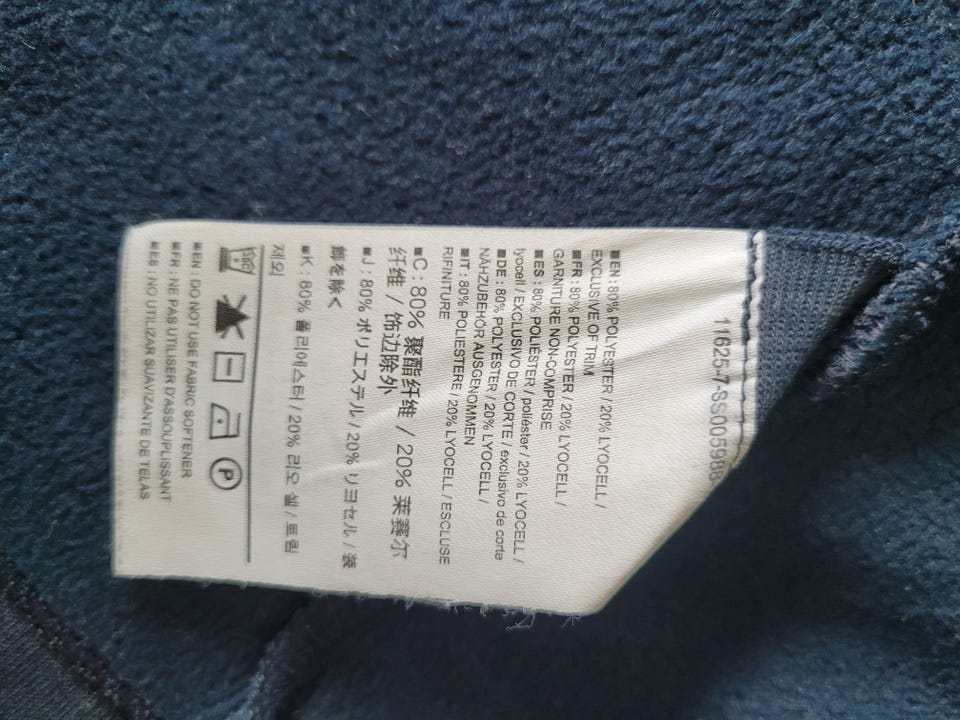 11625-7-SS005988
■EN : 80% POLYESTER / 20% LYOCELL /
EXCLUSIVE OF TRIM
■FR : 80% POLYESTER / 20% LYOCELL /
GARNITURE NON-COMPRISE
■ES : 80% POLIÉSTER / poliéster / 20% LYOCELL /
lyocell / EXCLUSIVO DE CORTE / exclusivo de corte
■DE : 80% POLYESTER / 20% LYOCELL /
NÄHZUBEHÖR AUSGENOMMEN
■IT : 80% POLIESTERE / 20% LYOCELL / ESCLUSE
RIFINITURE
■C : 80% 聚酯纤维 / 20% 莱赛尔
纤维 / 饰边除外
■J : 80% ポリエステル / 20% リヨセル / 装
飾を除く
■K : 80% 폴리에스터 / 20% 리오 셀 / 트림
제외
30C
P
■EN : DO NOT USE FABRIC SOFTENER
■FR : NE PAS UTILISER D'ASSOUPLISSANT
■ES : NO UTILIZAR SUAVIZANTE DE TELAS